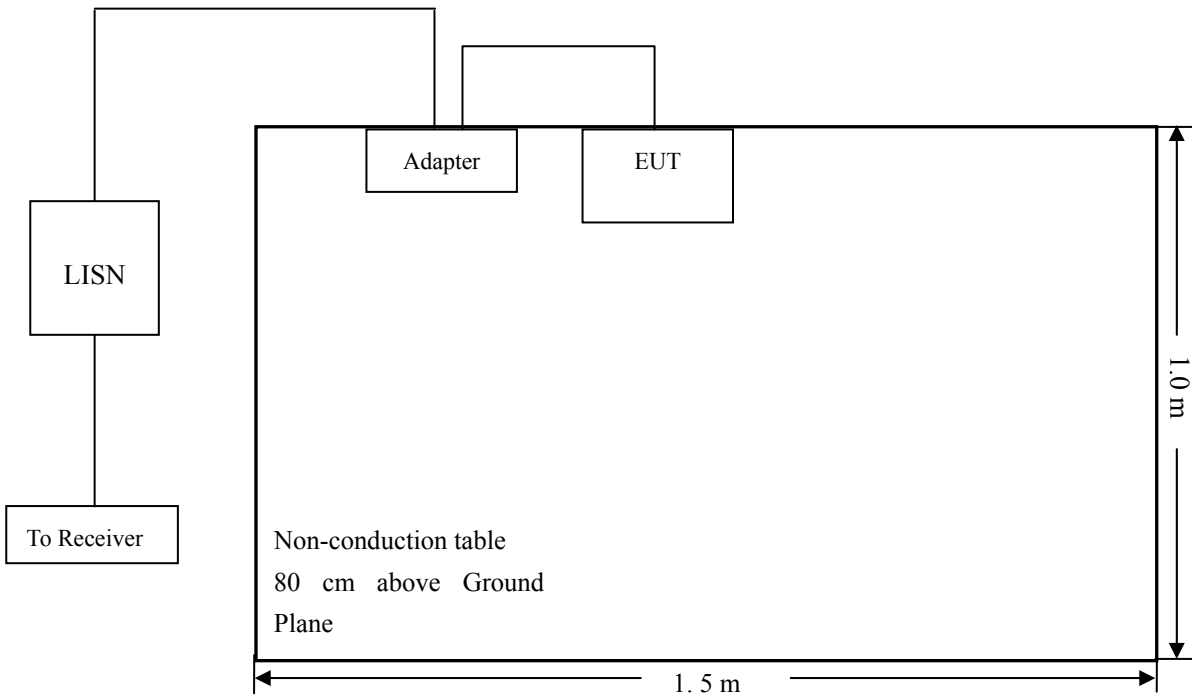 Adapter
EUT
LISN
1.0 m
To Receiver
Non-conduction table
80 cm above Ground
Plane
1. 5 m